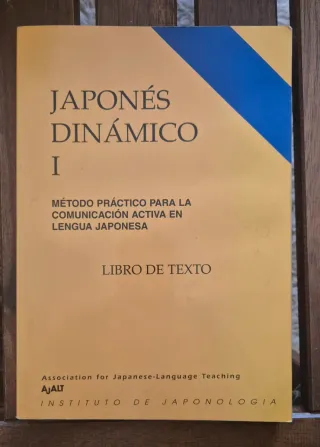 JAPONÉS
DINÁMICO
I
MÉTODO PRÁCTICO PARA LA
COMUNICACIÓN ACTIVA EN
LENGUA JAPONESA
LIBRO DE TEXTO
Association for Japanese-Language Teaching
AJALT
INSTITUTO DE JAPONOLOGIA